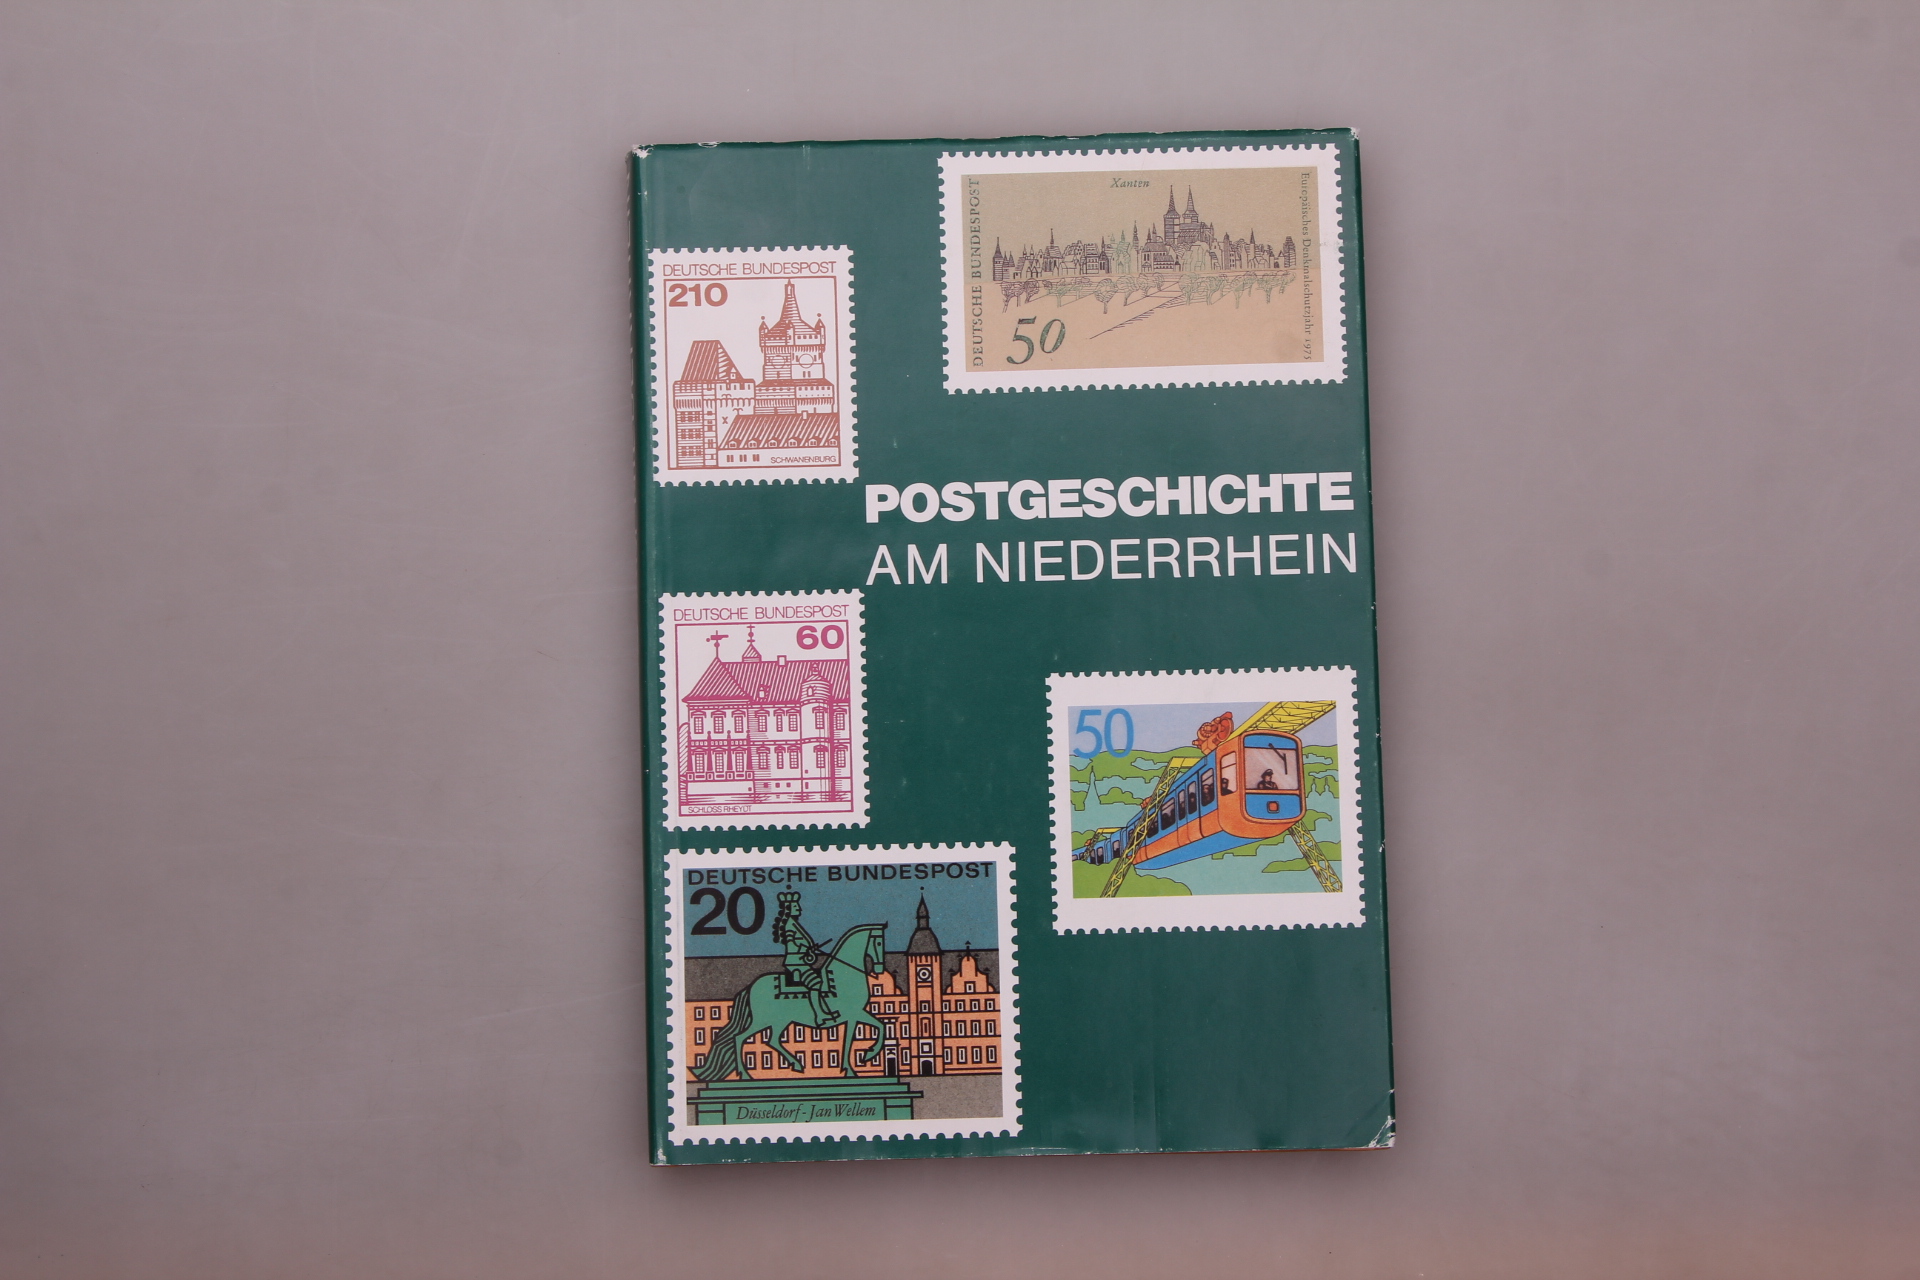 Xanten
DEUTSCHE BUNDESPOST
Europäisches Denkmalschutzjahr 1975
50
DEUTSCHE BUNDESPOST
210
SCHWANENBURG
POSTGESCHICHTE
AM NIEDERRHEIN
DEUTSCHE BUNDESPOST
60
SCHLOSS RHEYDT
50
DEUTSCHE BUNDESPOST
20
Düsseldorf - Jan Wellem